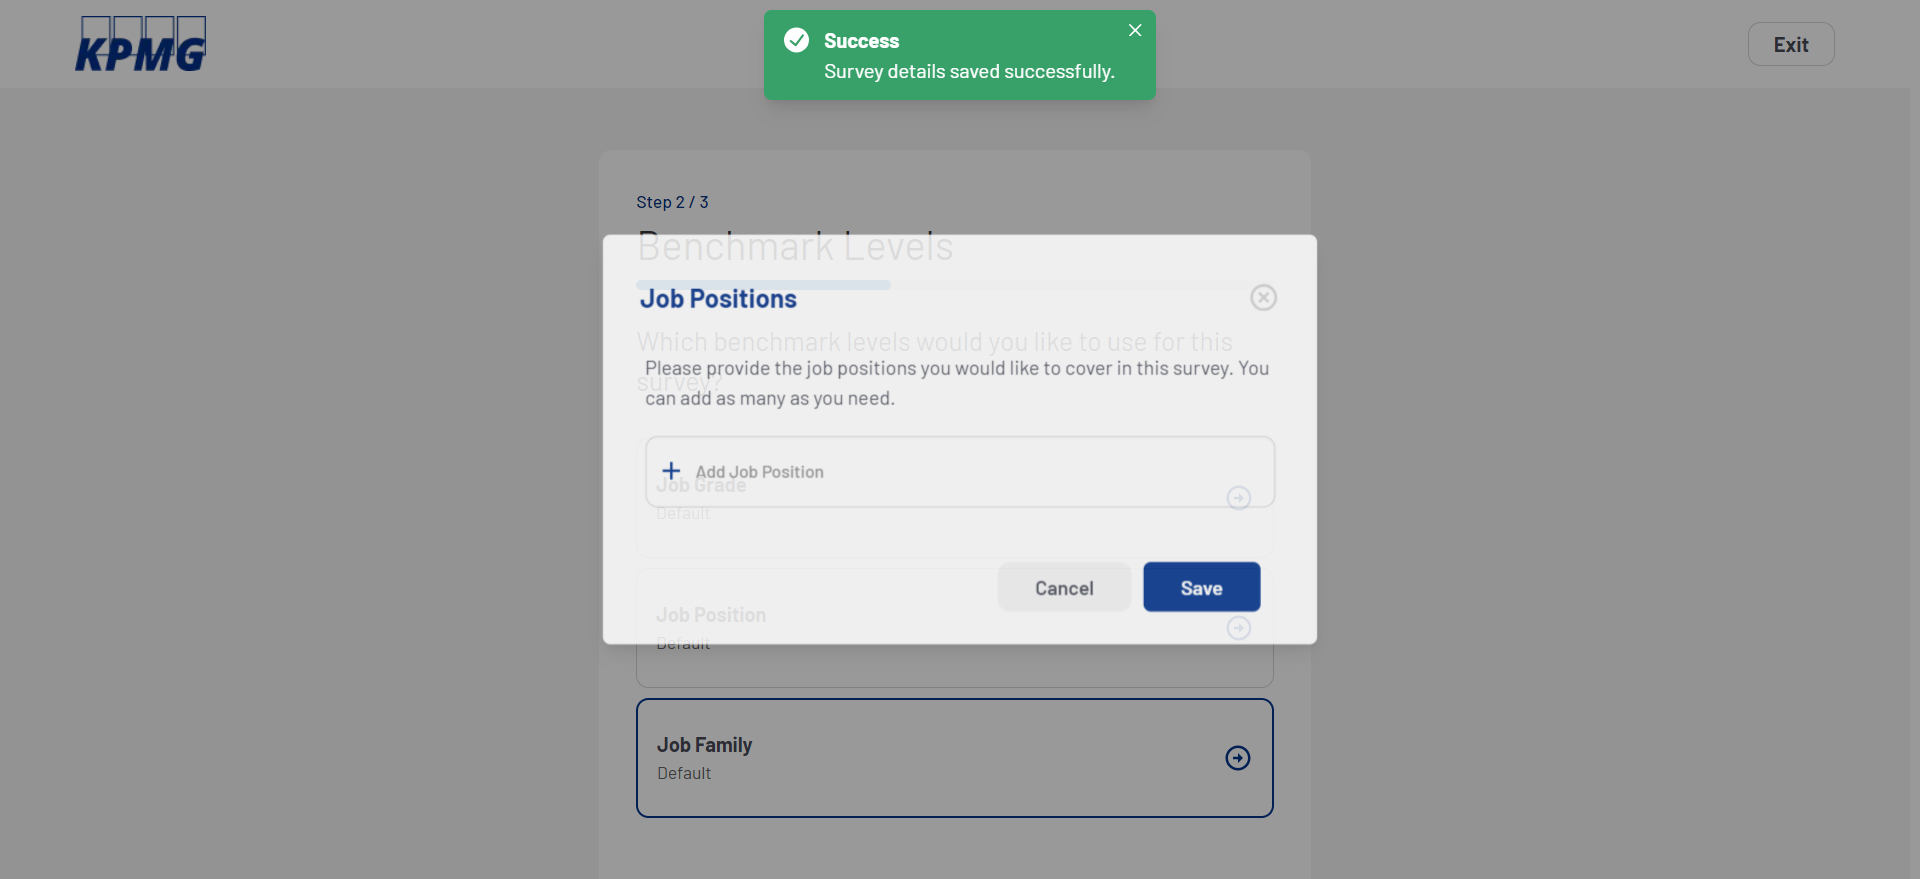 KPMG
Success
Survey details saved successfully.
Exit
Step 2 / 3
Benchmark Levels
Job Positions
Which benchmark levels would you like to use for this
survey?
Please provide the job positions you would like to cover in this survey. You
can add as many as you need.
Add Job Position
Job Grade
Default
Cancel
Save
Job Position
Default
Job Family
Default